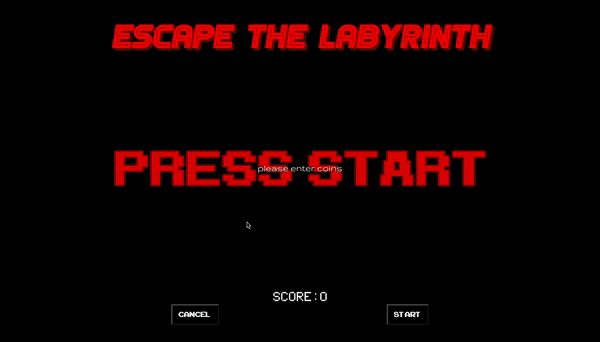 ESCAPE THE LABYRINTH
PRESS START
please enter coins
SCORE:0
CANCEL
START